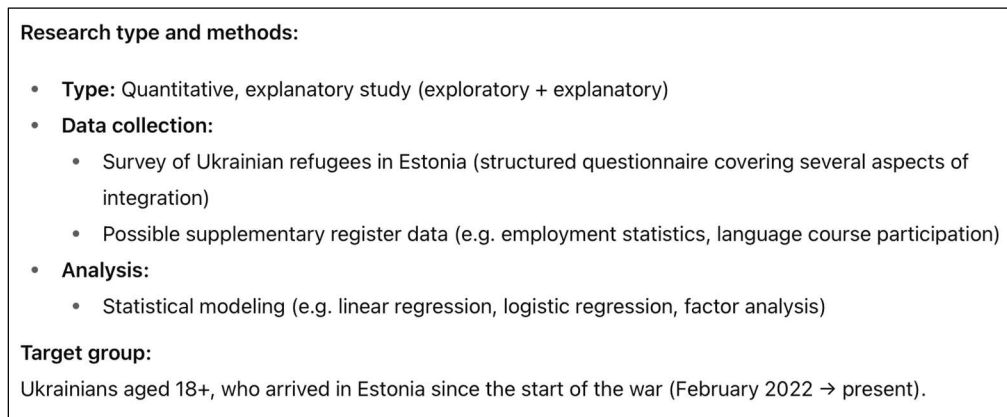 Research type and methods:
• Type: Quantitative, explanatory study (exploratory + explanatory)
• Data collection:
• Survey of Ukrainian refugees in Estonia (structured questionnaire covering several aspects of
integration)
• Possible supplementary register data (e.g. employment statistics, language course participation)
• Analysis:
• Statistical modeling (e.g. linear regression, logistic regression, factor analysis)
Target group:
Ukrainians aged 18+, who arrived in Estonia since the start of the war (February 2022 → present).